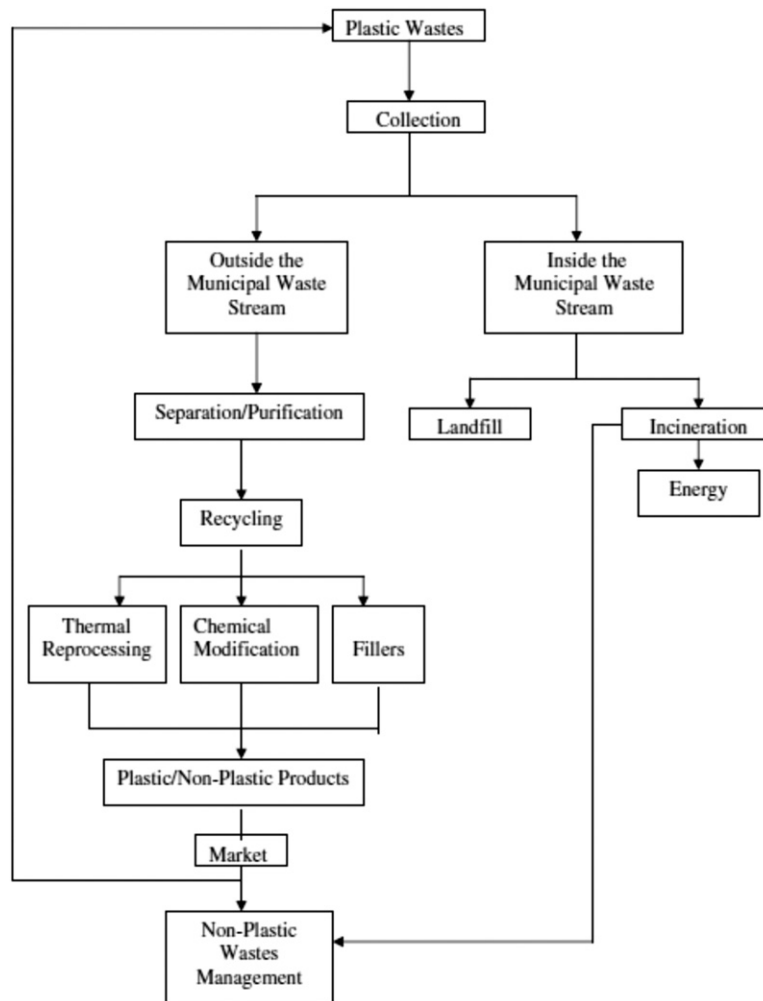 Plastic Wastes
Collection
Outside the
Municipal Waste
Stream
Inside the
Municipal Waste
Stream
Separation/Purification
Landfill
Incineration
Energy
Recycling
Thermal
Reprocessing
Chemical
Modification
Fillers
Plastic/Non-Plastic Products
Market
Non-Plastic
Wastes
Management